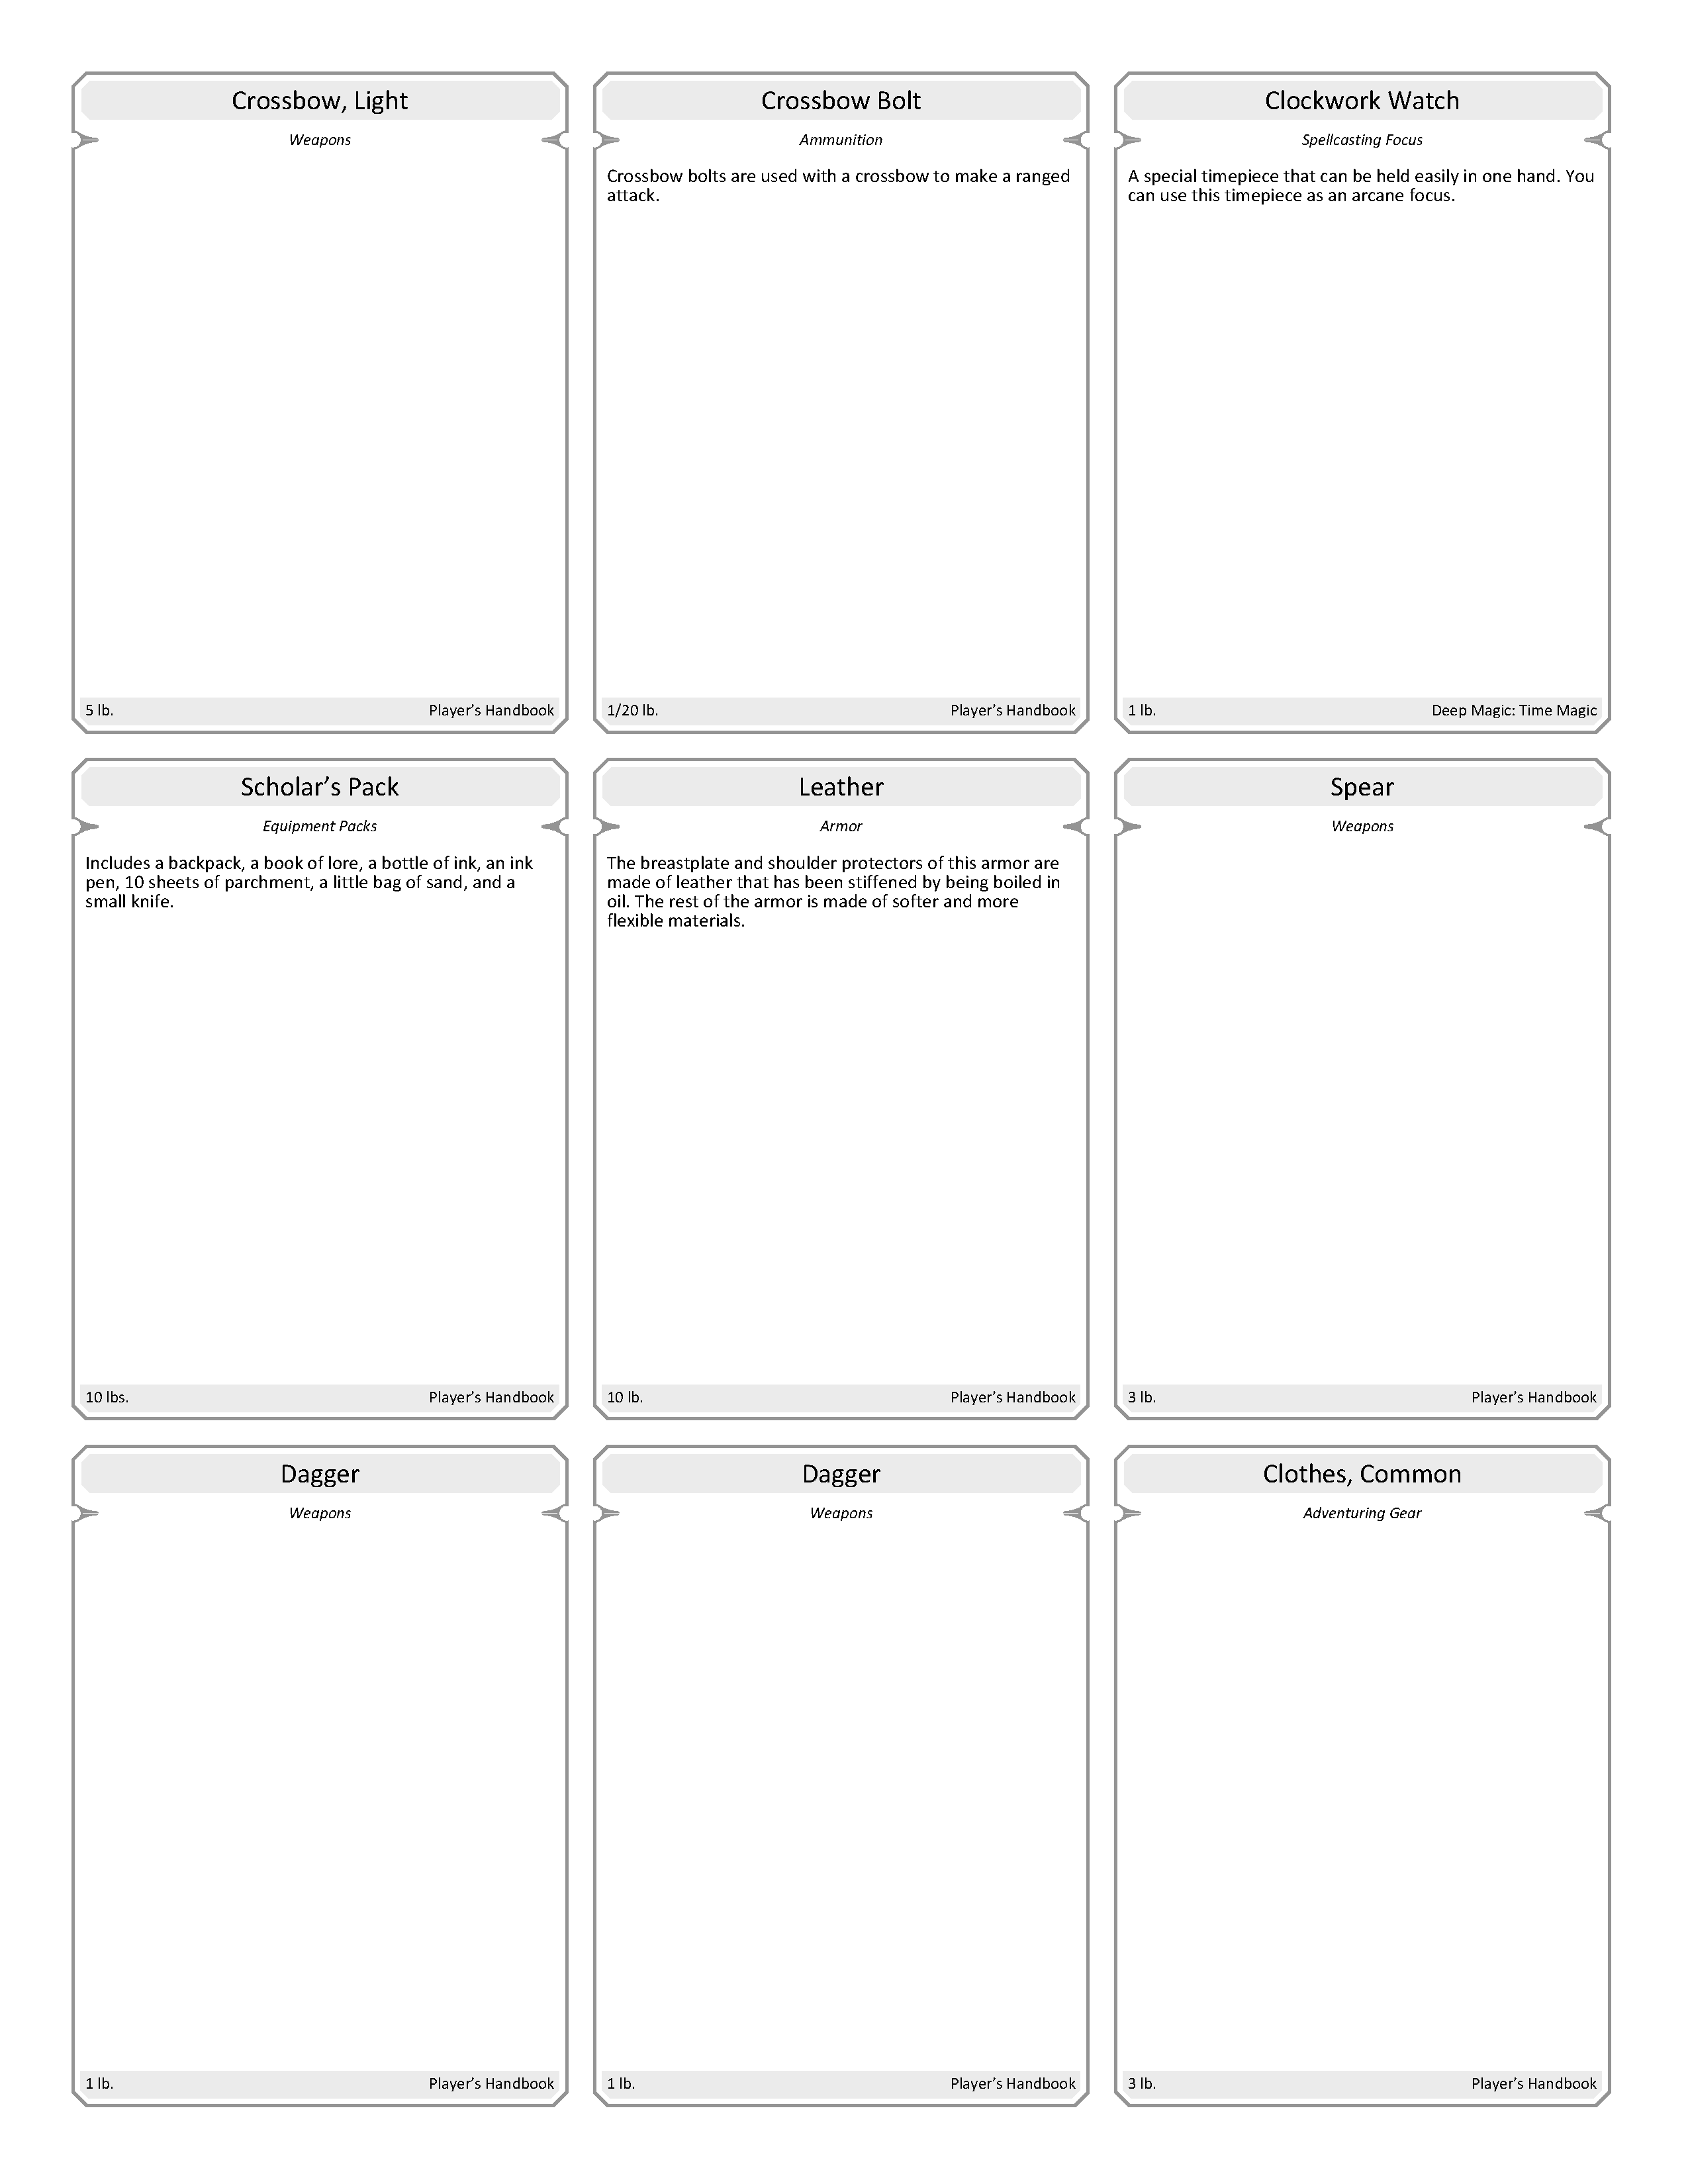 Crossbow, Light
Weapons
5 lb.
Player’s Handbook
Crossbow Bolt
Ammunition
Crossbow bolts are used with a crossbow to make a ranged
attack.
1/20 lb.
Player’s Handbook
Clockwork Watch
Spellcasting Focus
A special timepiece that can be held easily in one hand. You
can use this timepiece as an arcane focus.
1 lb.
Deep Magic: Time Magic
Scholar’s Pack
Equipment Packs
Includes a backpack, a book of lore, a bottle of ink, an ink
pen, 10 sheets of parchment, a little bag of sand, and a
small knife.
10 lbs.
Player’s Handbook
Leather
Armor
The breastplate and shoulder protectors of this armor are
made of leather that has been stiffened by being boiled in
oil. The rest of the armor is made of softer and more
flexible materials.
10 lb.
Player’s Handbook
Spear
Weapons
3 lb.
Player’s Handbook
Dagger
Weapons
1 lb.
Player’s Handbook
Dagger
Weapons
1 lb.
Player’s Handbook
Clothes, Common
Adventuring Gear
3 lb.
Player’s Handbook